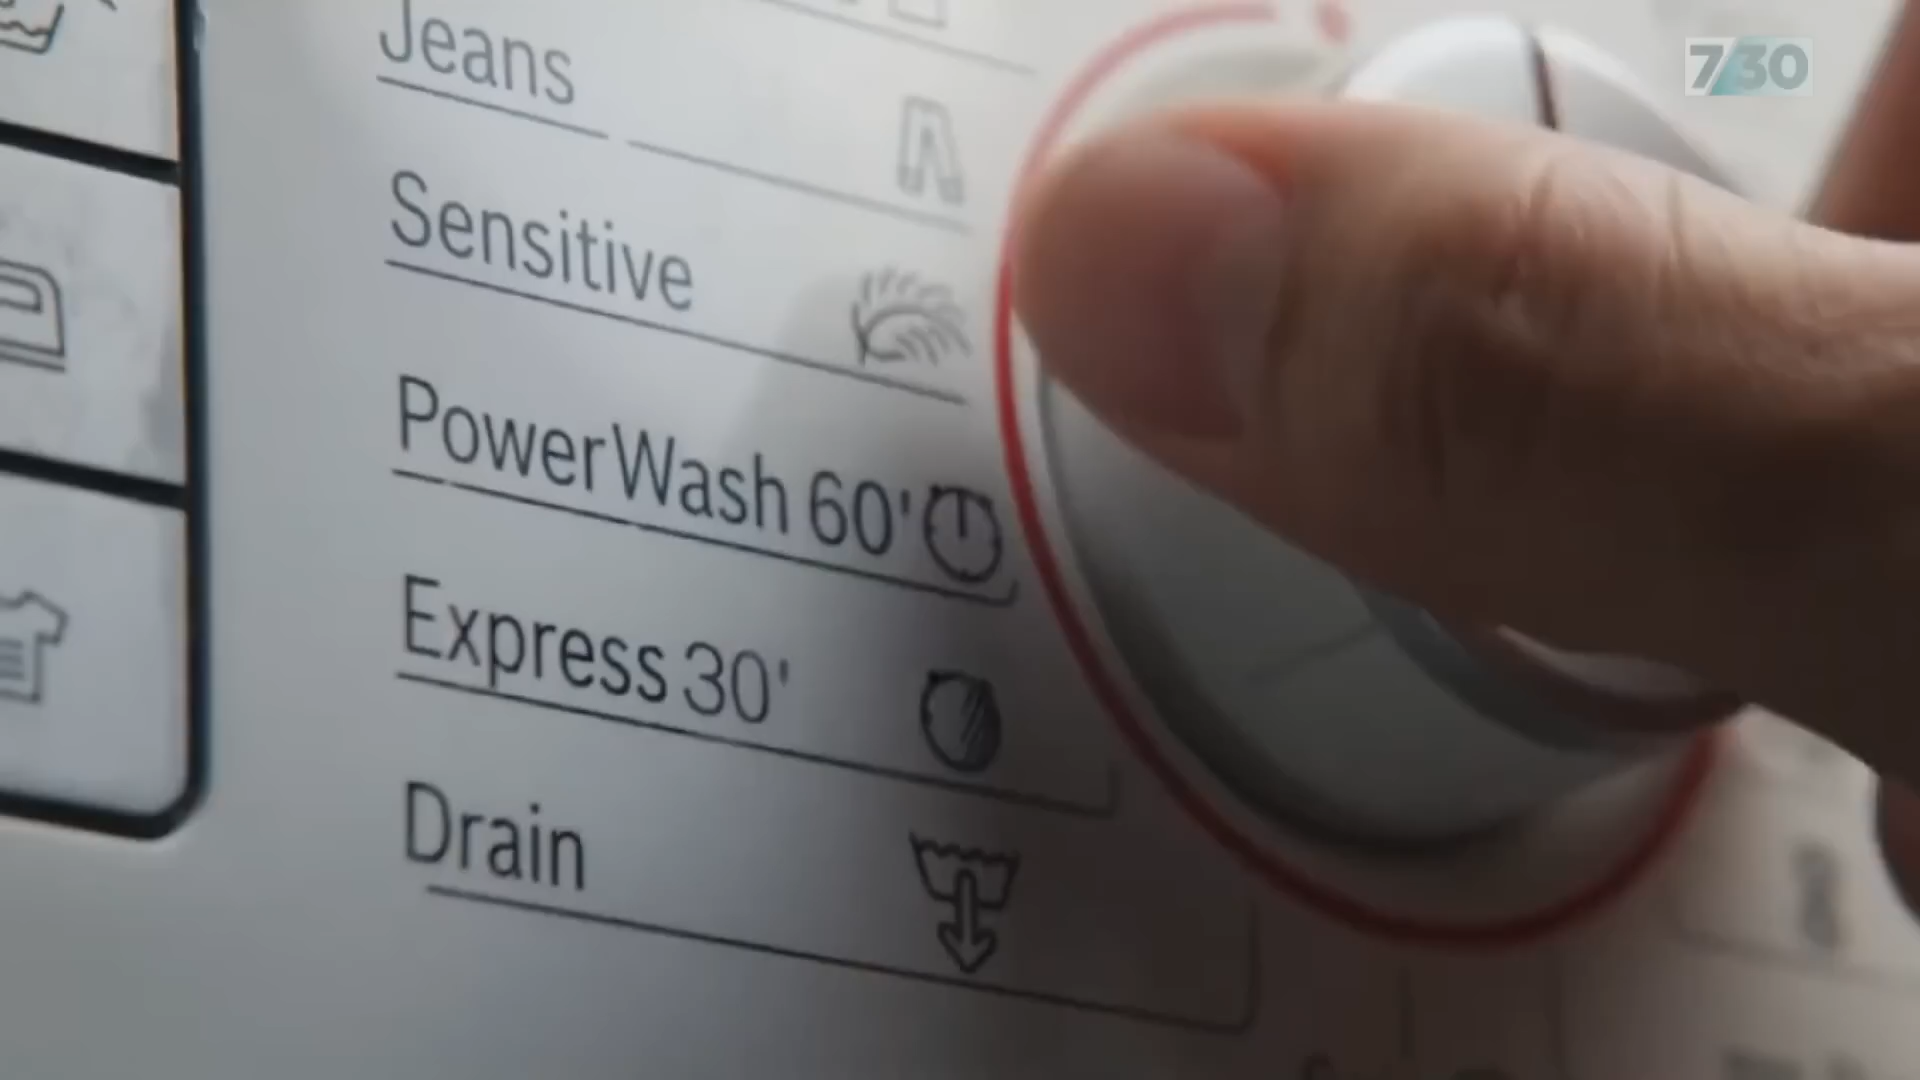 7.30
Jeans
Sensitive
PowerWash 60'
Express 30'
Drain